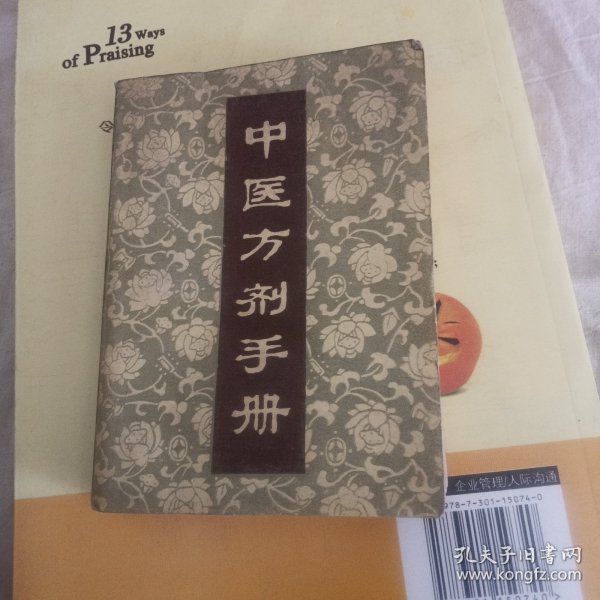 13 Ways
of Praising
中医方剂手册
企业管理/人际沟通
978-7-301-15074-0
孔夫子旧书网
www.kongfz.com